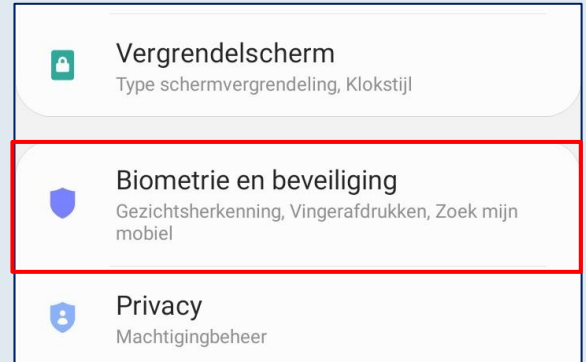 Vergrendelscherm
Type schermvergrendeling, Klokstijl
Biometrie en beveiliging
Gezichtsherkenning, Vingerafdrukken, Zoek mijn
mobiel
Privacy
Machtigingbeheer